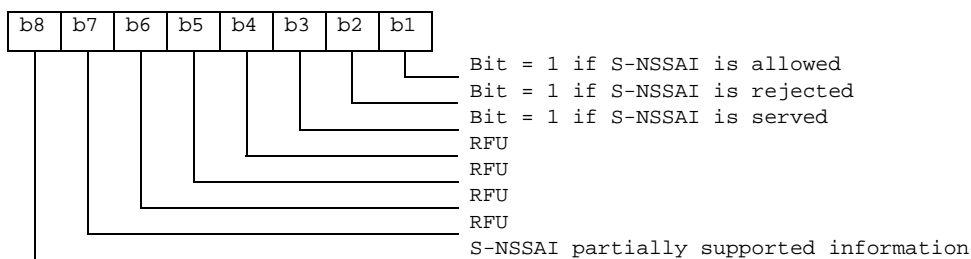 b8 b7 b6 b5 b4 b3 b2 b1
Bit = 1 if S-NSSAI is allowed
Bit = 1 if S-NSSAI is rejected
Bit = 1 if S-NSSAI is served
RFU
RFU
RFU
RFU
S-NSSAI partially supported information